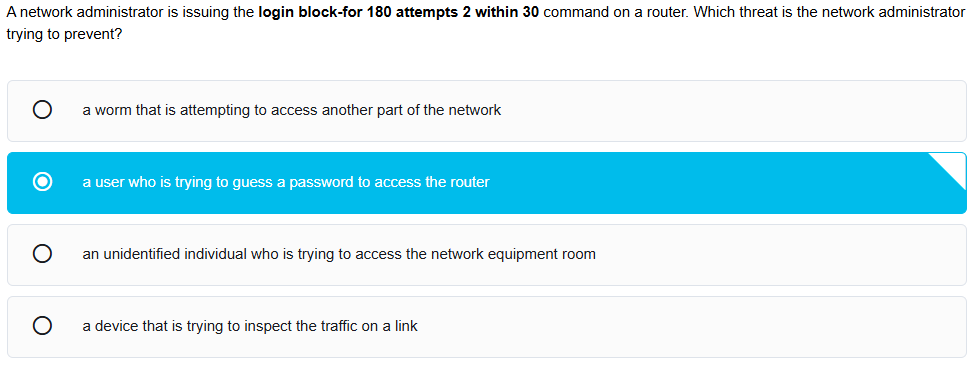 A network administrator is issuing the login block-for 180 attempts 2 within 30 command on a router. Which threat is the network administrator
trying to prevent?
a worm that is attempting to access another part of the network
a user who is trying to guess a password to access the router
an unidentified individual who is trying to access the network equipment room
a device that is trying to inspect the traffic on a link